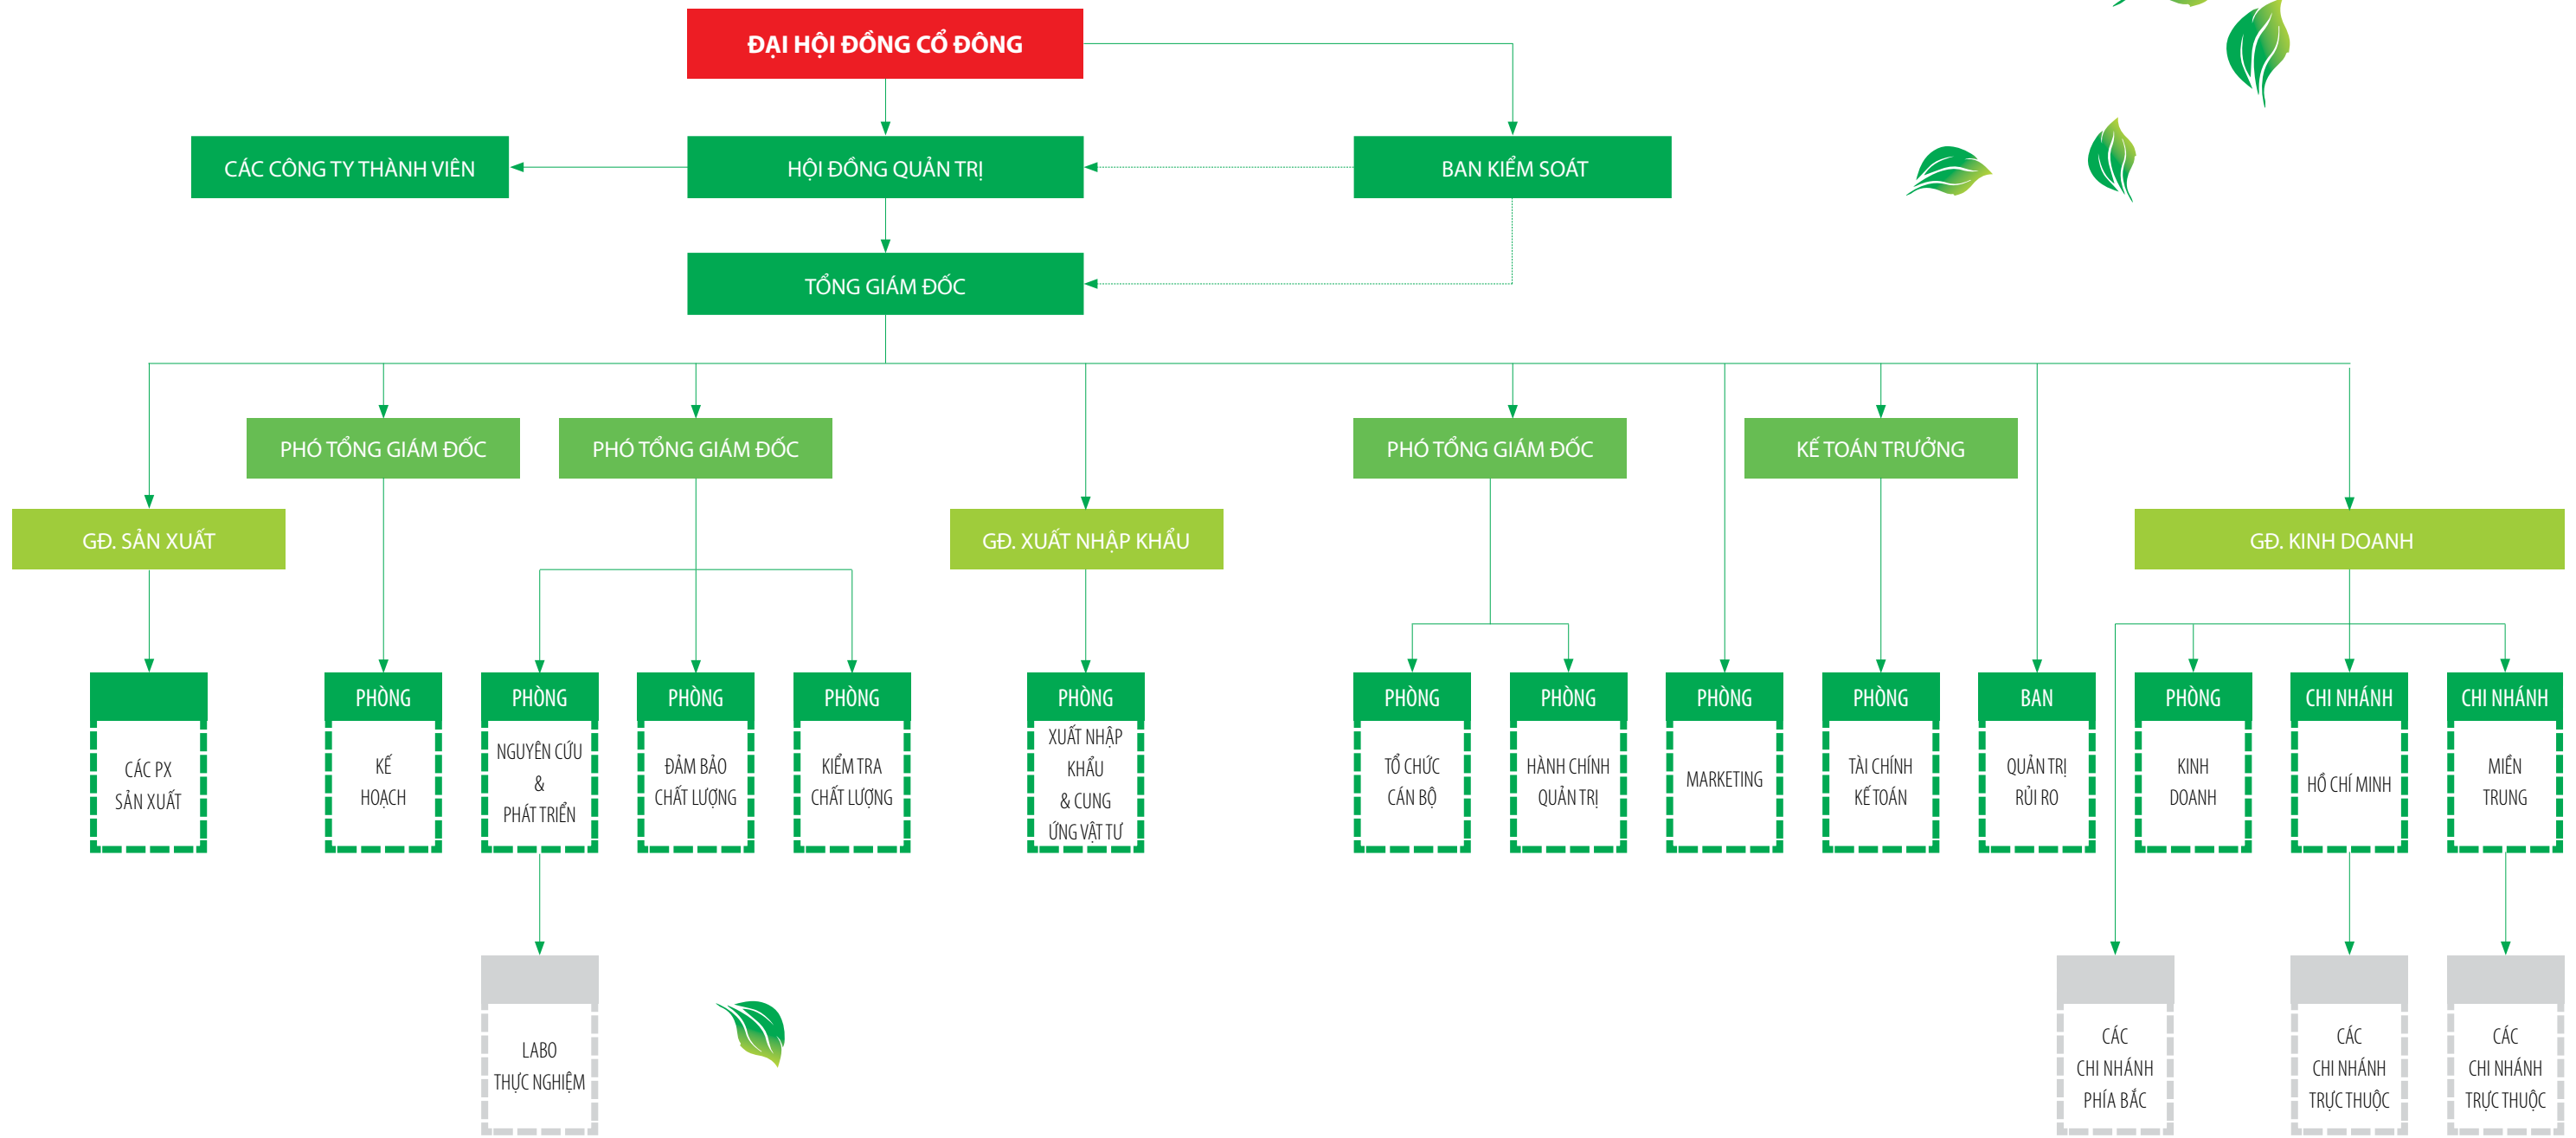 ĐẠI HỘI ĐỒNG CỔ ĐÔNG
CÁC CÔNG TY THÀNH VIÊN
HỘI ĐỒNG QUẢN TRỊ
BAN KIỂM SOÁT
TỔNG GIÁM ĐỐC
PHÓ TỔNG GIÁM ĐỐC
PHÓ TỔNG GIÁM ĐỐC
PHÓ TỔNG GIÁM ĐỐC
KẾ TOÁN TRƯỞNG
GĐ. SẢN XUẤT
GĐ. XUẤT NHẬP KHẨU
GĐ. KINH DOANH
CÁC PX
SẢN XUẤT
PHÒNG
KẾ
HOẠCH
PHÒNG
NGUYÊN CỨU
&
PHÁT TRIỂN
PHÒNG
ĐẢM BẢO
CHẤT LƯỢNG
PHÒNG
KIỂM TRA
CHẤT LƯỢNG
PHÒNG
XUẤT NHẬP
KHẨU
& CUNG
ỨNG VẬT TƯ
PHÒNG
TỔ CHỨC
CÁN BỘ
PHÒNG
HÀNH CHÍNH
QUẢN TRỊ
PHÒNG
MARKETING
PHÒNG
TÀI CHÍNH
KẾ TOÁN
BAN
QUẢN TRỊ
RỦI RO
PHÒNG
KINH
DOANH
CHI NHÁNH
HỒ CHÍ MINH
CHI NHÁNH
MIỀN
TRUNG
LABO
THỰC NGHIỆM
CÁC
CHI NHÁNH
PHÍA BẮC
CÁC
CHI NHÁNH
TRỰC THUỘC
CÁC
CHI NHÁNH
TRỰC THUỘC